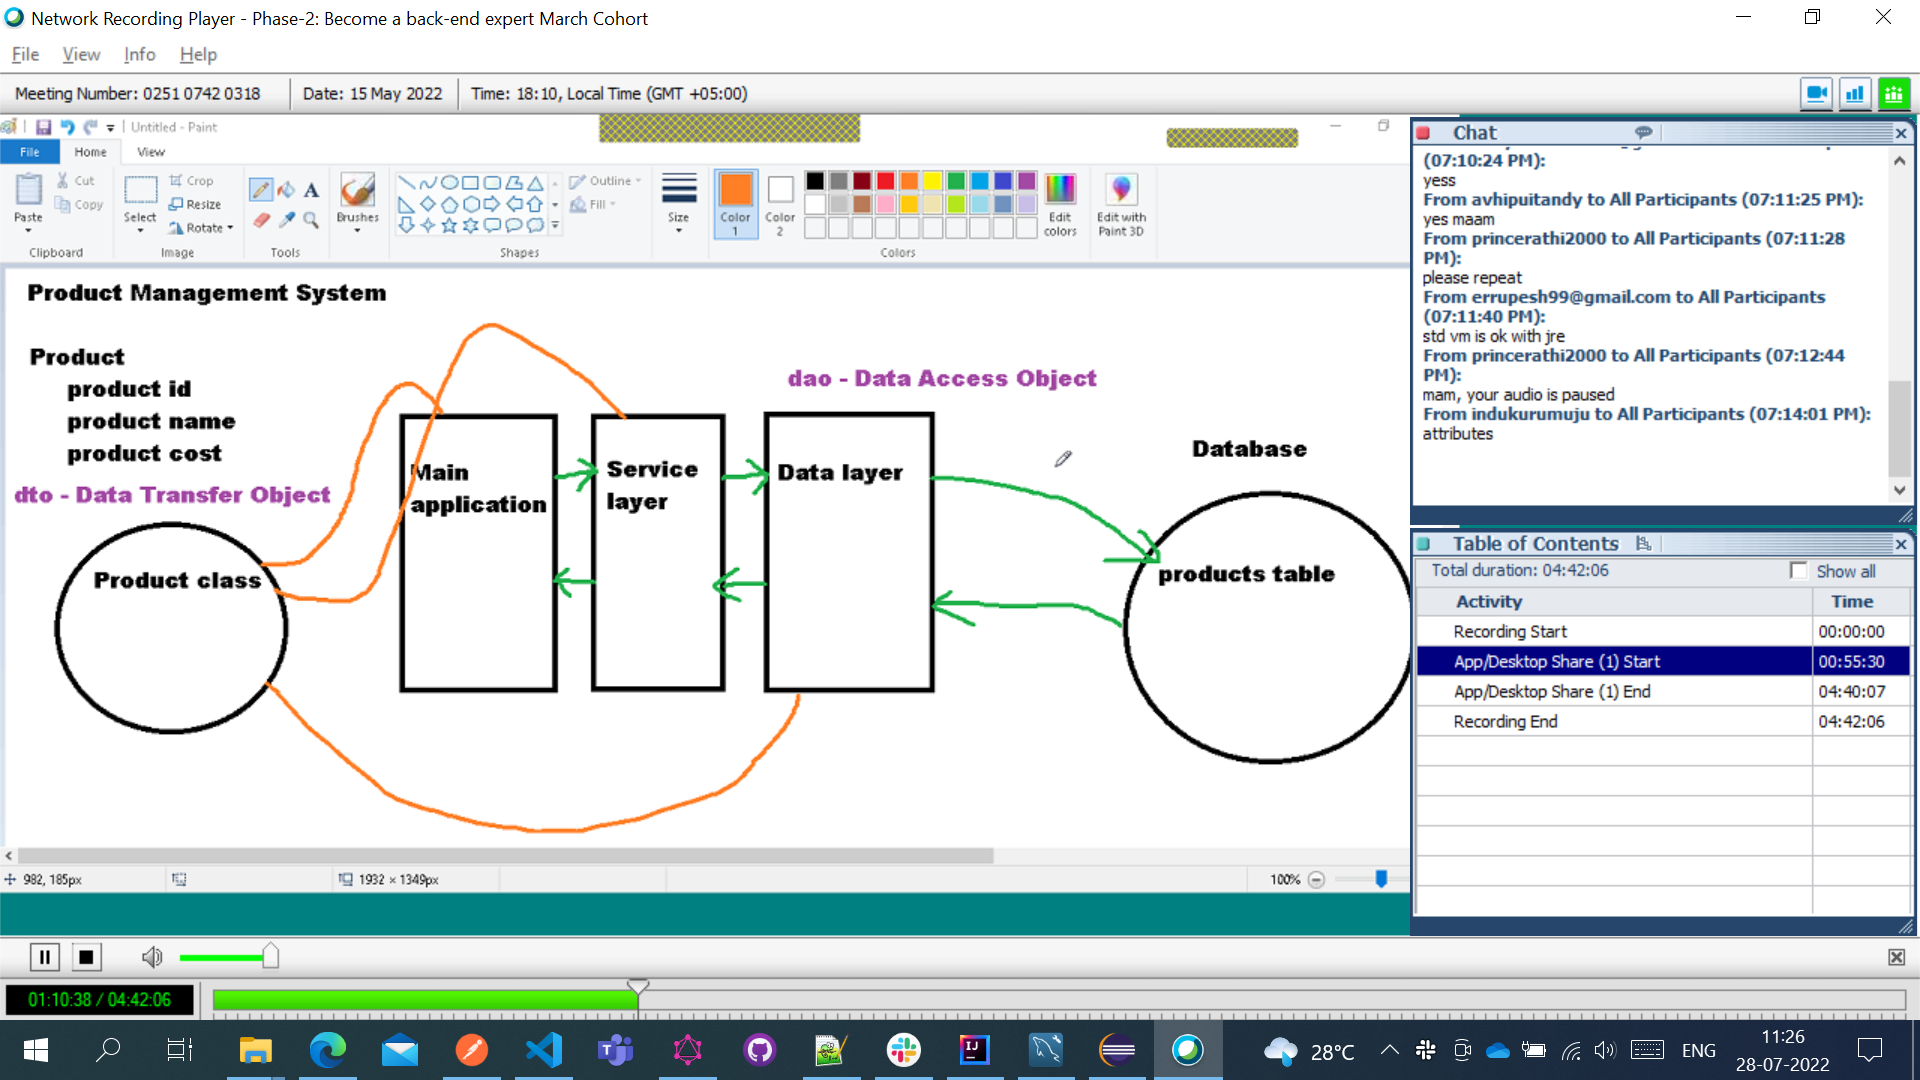 Network Recording Player - Phase-2: Become a back-end expert March Cohort
File View Info Help
Meeting Number: 0251 0742 0318 Date: 15 May 2022 Time: 18:10, Local Time (GMT +05:00)
Untitled - Paint
File Home View
Paste
Cut
Copy
Clipboard
Select
Crop
Resize
Rotate
Image
Tools
Brushes
Outline
Fill
Shapes
Size
Color 1
Color 2
Edit colors
Edit with Paint 3D
Colors
Product Management System
Product
product id
product name
product cost
dto - Data Transfer Object
Product class
Main
application
Service
layer
dao - Data Access Object
Data layer
Database
products table
982, 185px
1932 × 1349px
100%
Chat
(07:10:24 PM):
yess
From avhipuitandy to All Participants (07:11:25 PM):
yes maam
From princerathi2000 to All Participants (07:11:28
PM):
please repeat
From errupesh99@gmail.com to All Participants
(07:11:40 PM):
std vm is ok with jre
From princerathi2000 to All Participants (07:12:44
PM):
mam, your audio is paused
From indukurumuju to All Participants (07:14:01 PM):
attributes
Table of Contents
Total duration: 04:42:06 Show all
Activity Time
Recording Start 00:00:00
App/Desktop Share (1) Start 00:55:30
App/Desktop Share (1) End 04:40:07
Recording End 04:42:06
01:10:38 / 04:42:06
28°C
ENG
11:26
28-07-2022